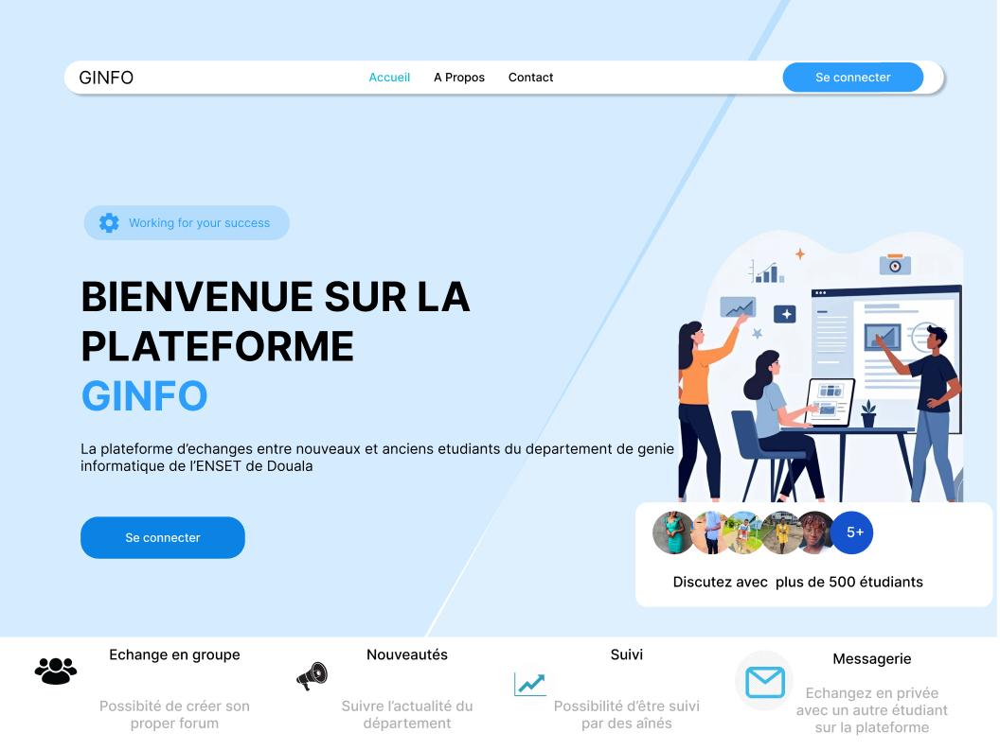 GINFO
Accueil
A Propos
Contact
Se connecter
Working for your success
BIENVENUE SUR LA
PLATEFORME
GINFO
La plateforme d’echanges entre nouveaux et anciens etudiants du departement de genie
informatique de l’ENSET de Douala
Se connecter
5+
Discutez avec  plus de 500 étudiants
Echange en groupe
Possibité de créer son
proper forum
Nouveautés
Suivre l’actualité du
département
Suivi
Possibilité d’être suivi
par des aînés
Messagerie
Echangez en privée
avec un autre étudiant
sur la plateforme